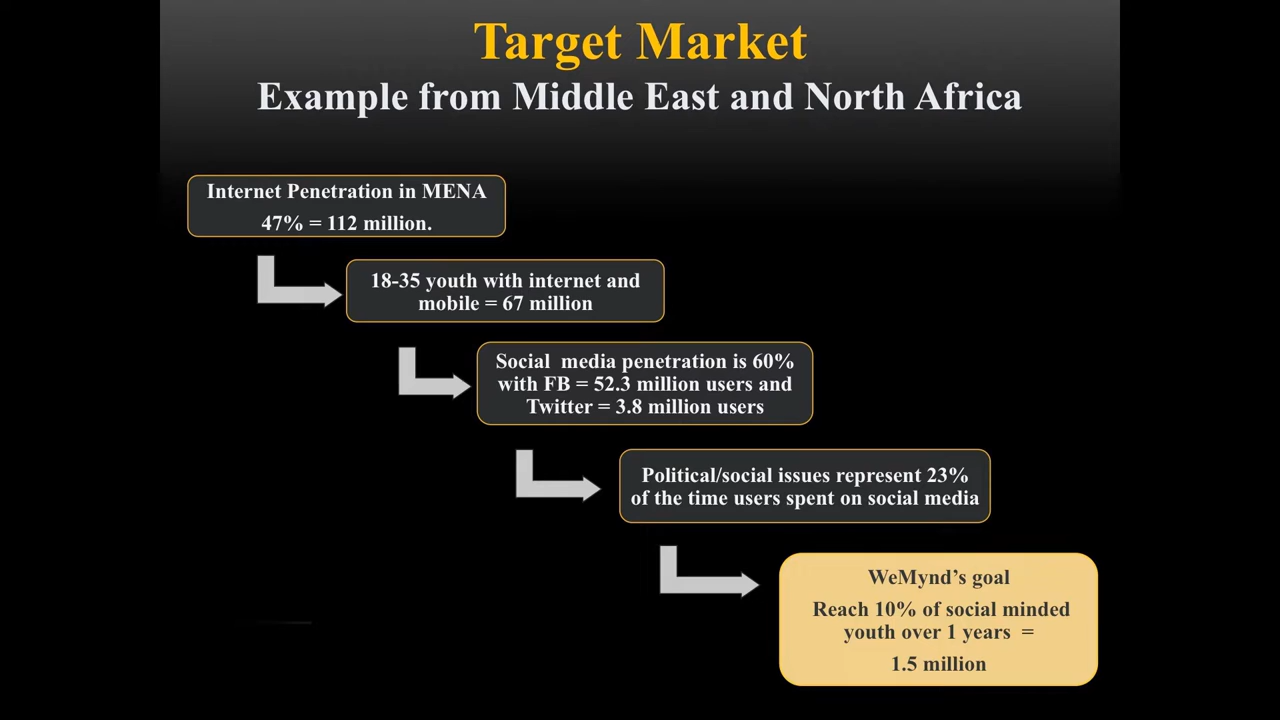 Target Market
Example from Middle East and North Africa
Internet Penetration in MENA
47% = 112 million.
18-35 youth with internet and
mobile = 67 million
Social  media penetration is 60%
with FB = 52.3 million users and
Twitter = 3.8 million users
Political/social issues represent 23%
of the time users spent on social media
WeMynd’s goal
Reach 10% of social minded
youth over 1 years  =
1.5 million